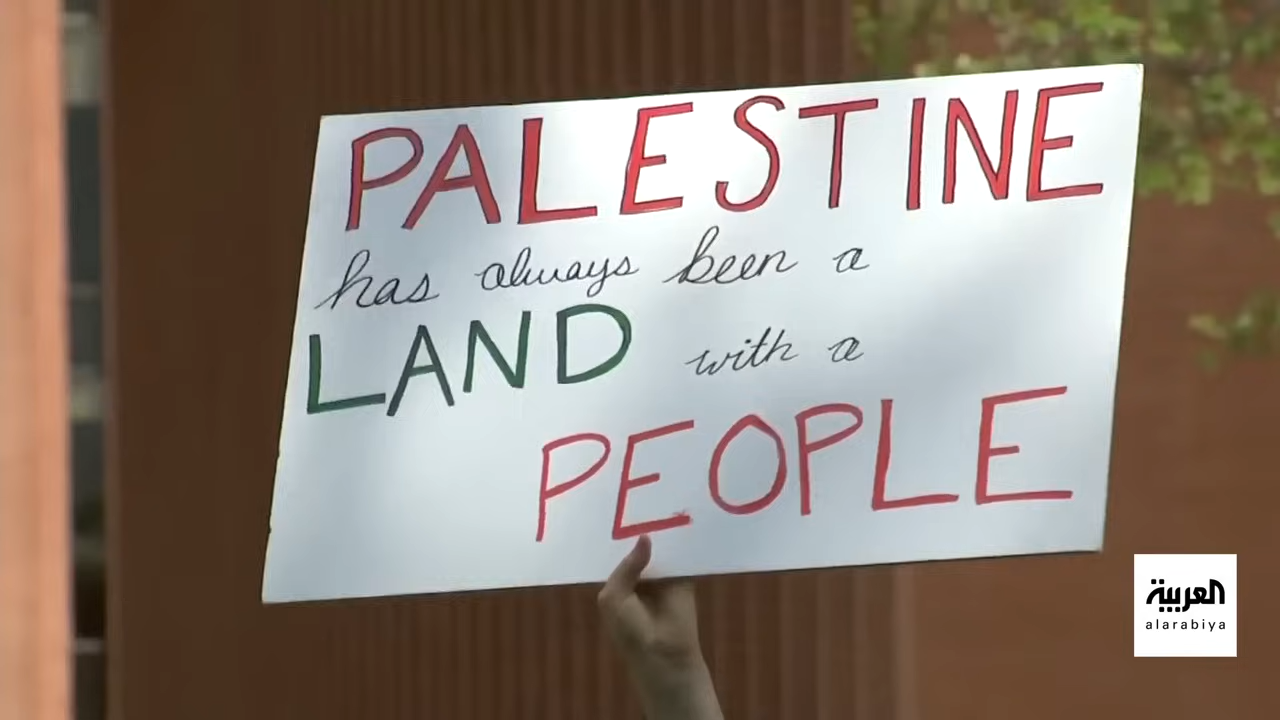 PALESTINE
has always been a
LAND with a
PEOPLE
العربية
alarabiya